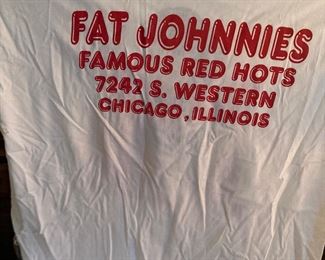 FAT JOHNNIES
FAMOUS RED HOTS
7242 S. WESTERN
CHICAGO, ILLINOIS